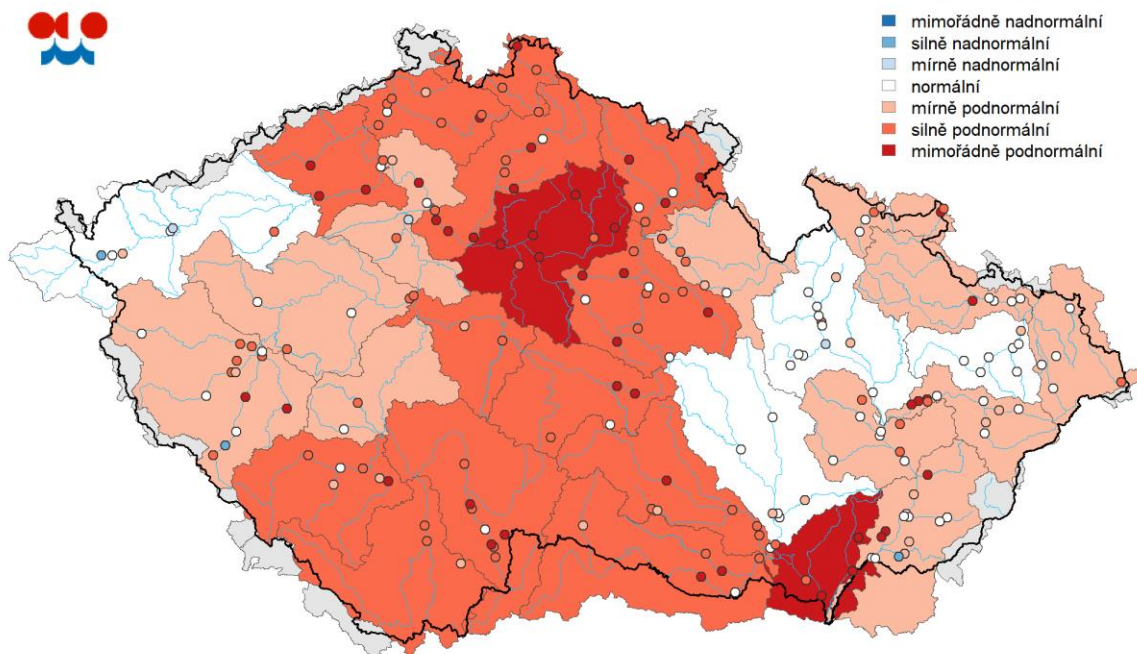 mimořádně nadnormální
silně nadnormální
mírně nadnormální
normální
mírně podnormální
silně podnormální
mimořádně podnormální